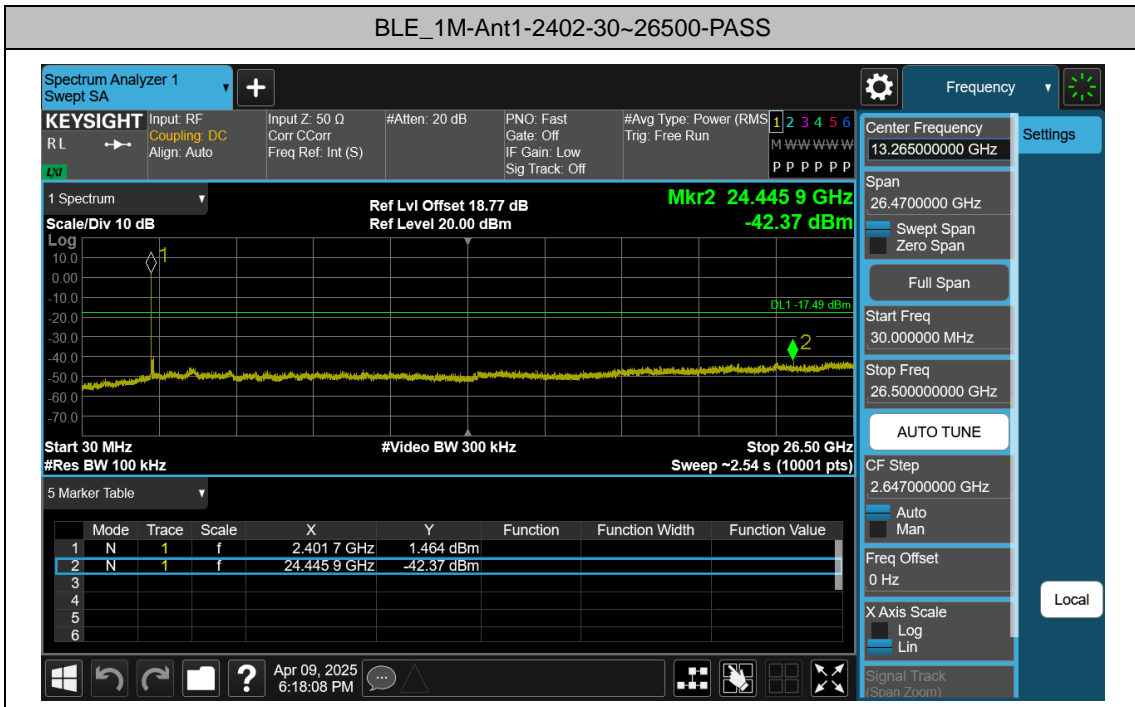 BLE_1M-Ant1-2402-30~26500-PASS
Spectrum Analyzer 1
Swept SA
+
Frequency
KEYSIGHT
RL
LXI
Input: RF
Coupling: DC
Align: Auto
Input Z: 50 Ω
Corr CCorr
Freq Ref: Int (S)
#Atten: 20 dB
PNO: Fast
Gate: Off
IF Gain: Low
Sig Track: Off
#Avg Type: Power (RMS
Trig: Free Run
1 2 3 4 5 6
M W W W W W
P P P P P P
1 Spectrum
Scale/Div 10 dB
Ref Lvl Offset 18.77 dB
Ref Level 20.00 dBm
Mkr2 24.445 9 GHz
-42.37 dBm
Log
10.0
0.00
-10.0
-20.0
-30.0
-40.0
-50.0
-60.0
-70.0
1
DL1 -17.49 dBm
2
Start 30 MHz
#Res BW 100 kHz
#Video BW 300 kHz
Stop 26.50 GHz
Sweep ~2.54 s (10001 pts)
5 Marker Table
Mode Trace Scale X Y Function Function Width Function Value
1 N 1 f 2.401 7 GHz 1.464 dBm
2 N 1 f 24.445 9 GHz -42.37 dBm
3
4
5
6
Center Frequency
13.265000000 GHz
Span
26.4700000 GHz
Swept Span
Zero Span
Full Span
Start Freq
30.000000 MHz
Stop Freq
26.500000000 GHz
AUTO TUNE
CF Step
2.647000000 GHz
Auto
Man
Freq Offset
0 Hz
X Axis Scale
Log
Lin
Signal Track
(Span Zoom)
Settings
Local
?
Apr 09, 2025
6:18:08 PM